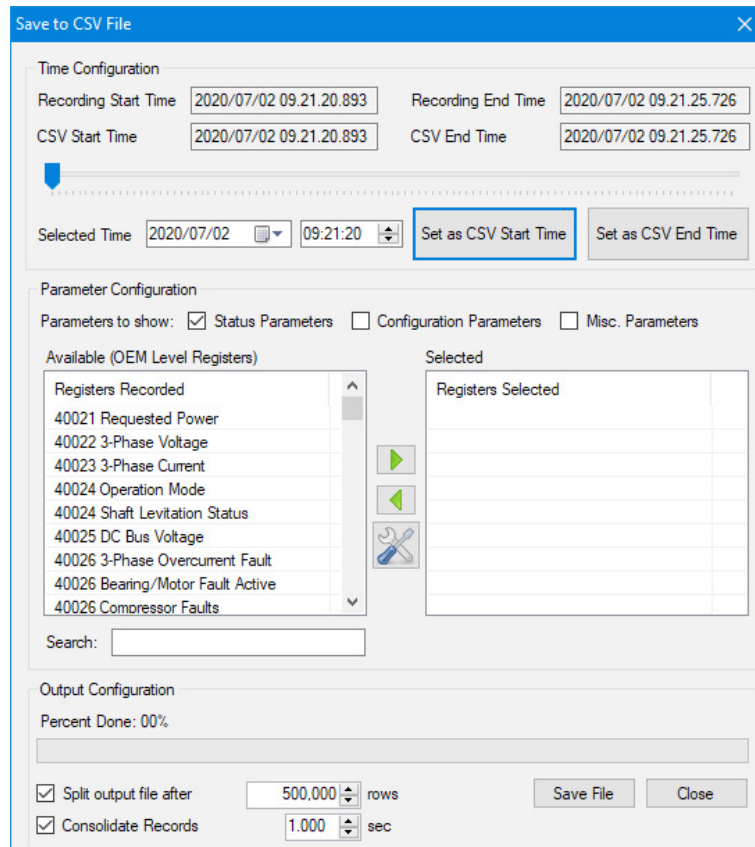 Save to CSV File
Time Configuration
Recording Start Time 2020/07/02 09.21.20.893 Recording End Time 2020/07/02 09.21.25.726
CSV Start Time 2020/07/02 09.21.20.893 CSV End Time 2020/07/02 09.21.25.726
Selected Time 2020/07/02 09:21:20 Set as CSV Start Time Set as CSV End Time
Parameter Configuration
Parameters to show: Status Parameters Configuration Parameters Misc. Parameters
Available (OEM Level Registers) Selected
Registers Recorded Registers Selected
40021 Requested Power
40022 3-Phase Voltage
40023 3-Phase Current
40024 Operation Mode
40024 Shaft Levitation Status
40025 DC Bus Voltage
40026 3-Phase Overcurrent Fault
40026 Bearing/Motor Fault Active
40026 Compressor Faults
Search:
Output Configuration
Percent Done: 00%
Split output file after 500,000 rows Save File Close
Consolidate Records 1.000 sec